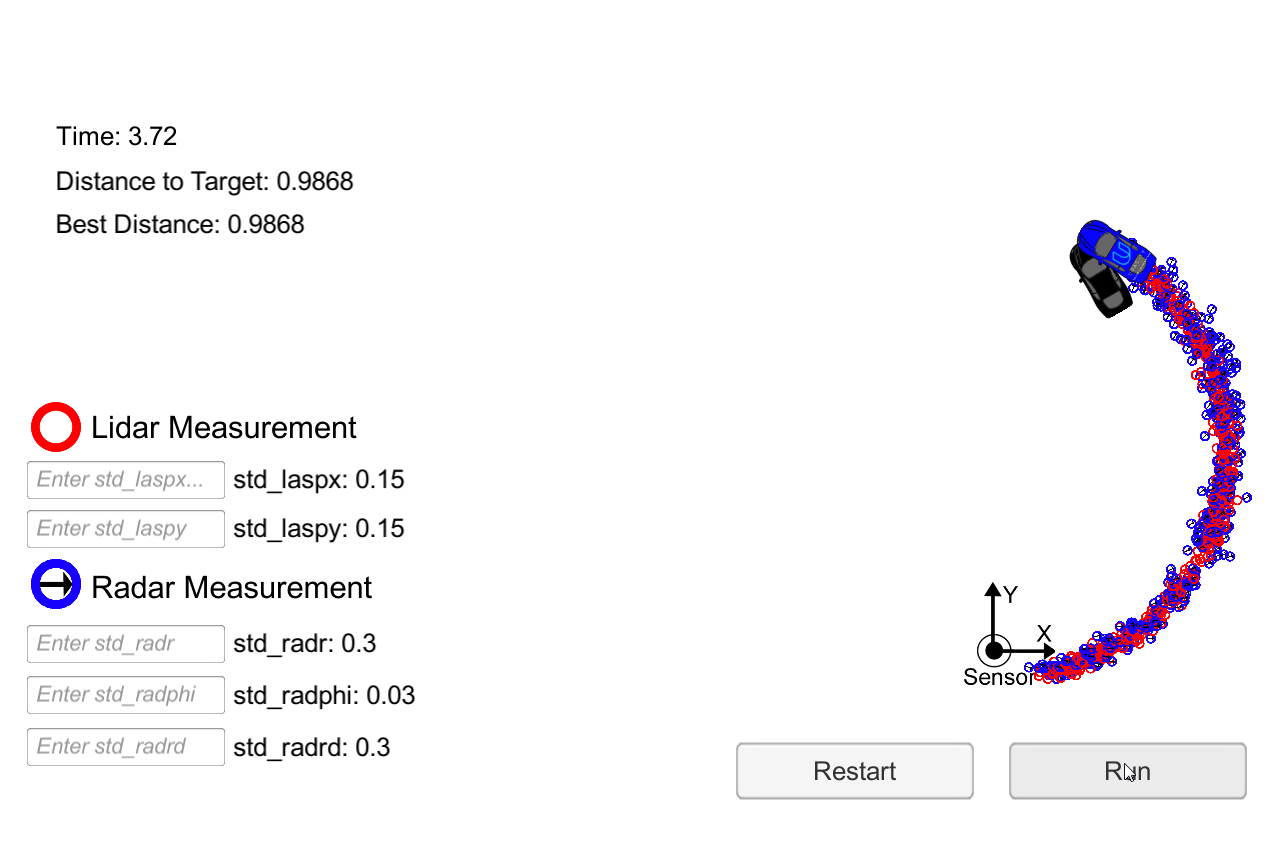 Time: 3.72
Distance to Target: 0.9868
Best Distance: 0.9868
Lidar Measurement
Enter std_laspx... std_laspx: 0.15
Enter std_laspy std_laspy: 0.15
Radar Measurement
Enter std_radr std_radr: 0.3
Enter std_radphi std_radphi: 0.03
Enter std_radrd std_radrd: 0.3
Y
X
Sensor
Restart
Run